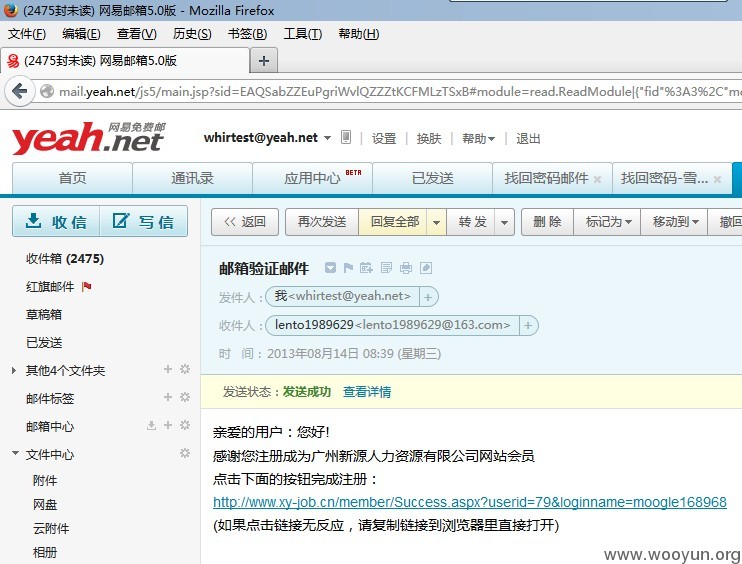 (2475封未读) 网易邮箱5.0版 - Mozilla Firefox
文件(F) 编辑(E) 查看(V) 历史(S) 书签(B) 工具(T) 帮助(H)
(2475封未读) 网易邮箱5.0版 +
mail.yeah.net/js5/main.jsp?sid=EAQSabZZEuPgriWvlQZZZtKCFMLzTSxB#module=read.ReadModule|{"fid"%3A3%2C"mo
yeah.net 网易免费邮 whirtest@yeah.net 设置 换肤 帮助 退出
首页 通讯录 应用中心 BETA 已发送 找回密码邮件 × 找回密码-雪... ×
收信 写信 << 返回 再次发送 回复全部 转发 删除 标记为 移动到 撤回
收件箱 (2475)
红旗邮件
草稿箱
已发送
其他4个文件夹
邮件标签
邮箱中心
文件中心
附件
网盘
云附件
相册
邮箱验证邮件
发件人：我<whirtest@yeah.net> +
收件人：lento1989629<lento1989629@163.com> +
时 间：2013年08月14日 08:39 (星期三)
发送状态：发送成功 查看详情
亲爱的用户：您好!
感谢您注册成为广州新源人力资源有限公司网站会员
点击下面的按钮完成注册：
http://www.xy-job.cn/member/Success.aspx?userid=79&loginname=moogle168968
(如果点击链接无反应，请复制链接到浏览器里直接打开)
www.wooyun.org